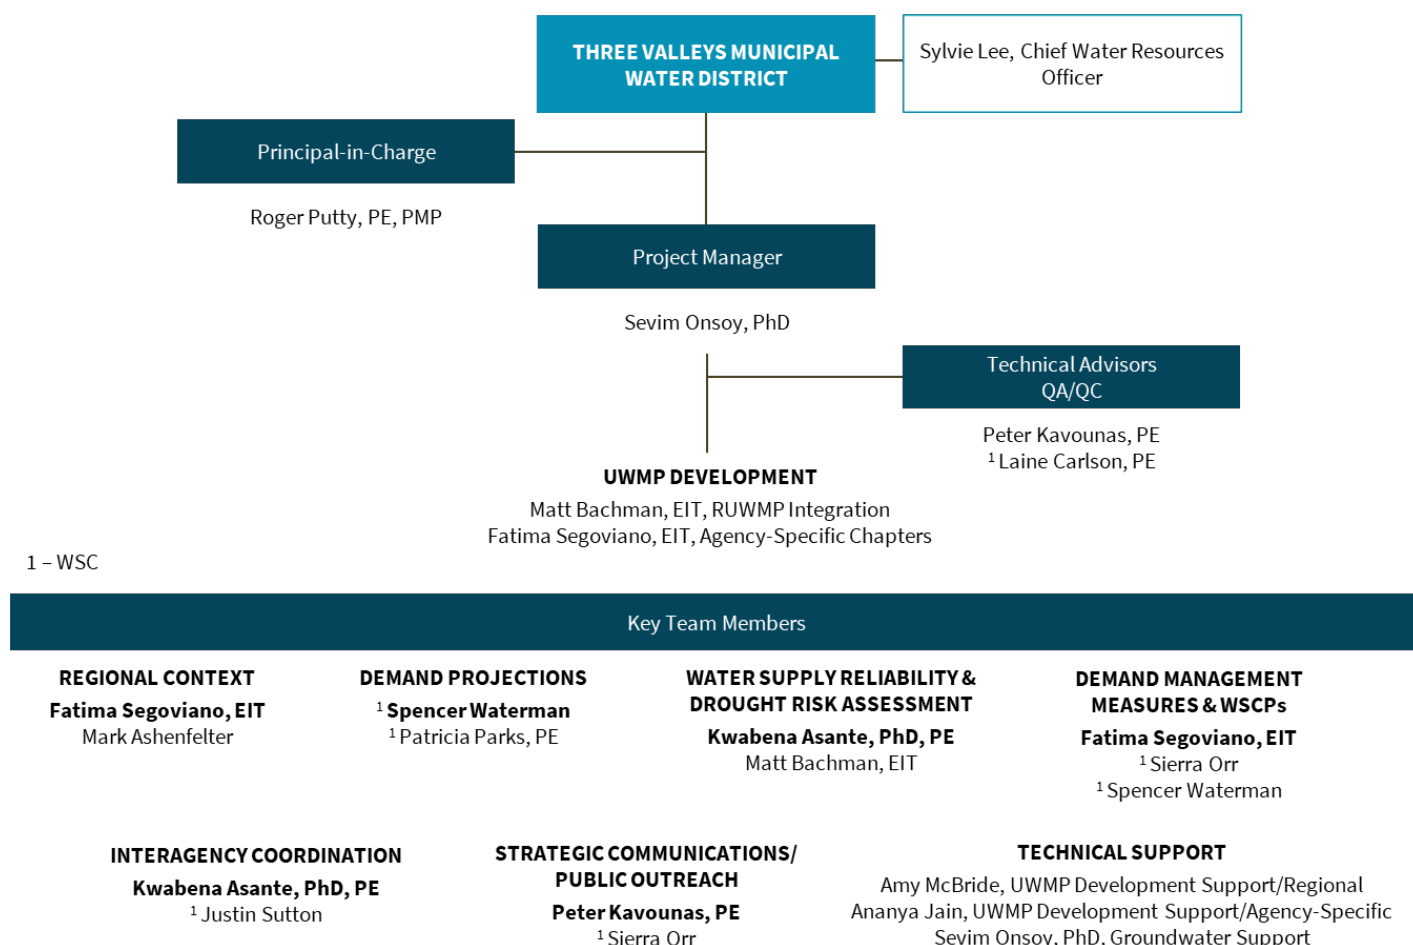 THREE VALLEYS MUNICIPAL
WATER DISTRICT
Sylvie Lee, Chief Water Resources
Officer
Principal-in-Charge
Roger Putty, PE, PMP
Project Manager
Sevim Onsoy, PhD
Technical Advisors
QA/QC
Peter Kavounas, PE
1 Laine Carlson, PE
UWMP DEVELOPMENT
Matt Bachman, EIT, RUWMP Integration
Fatima Segoviano, EIT, Agency-Specific Chapters
1 – WSC
Key Team Members
REGIONAL CONTEXT
Fatima Segoviano, EIT
Mark Ashenfelter
DEMAND PROJECTIONS
1 Spencer Waterman
1 Patricia Parks, PE
WATER SUPPLY RELIABILITY &
DROUGHT RISK ASSESSMENT
Kwabena Asante, PhD, PE
Matt Bachman, EIT
DEMAND MANAGEMENT
MEASURES & WSCPs
Fatima Segoviano, EIT
1 Sierra Orr
1 Spencer Waterman
INTERAGENCY COORDINATION
Kwabena Asante, PhD, PE
1 Justin Sutton
STRATEGIC COMMUNICATIONS/
PUBLIC OUTREACH
Peter Kavounas, PE
1 Sierra Orr
TECHNICAL SUPPORT
Amy McBride, UWMP Development Support/Regional
Ananya Jain, UWMP Development Support/Agency-Specific
Sevim Onsoy, PhD, Groundwater Support